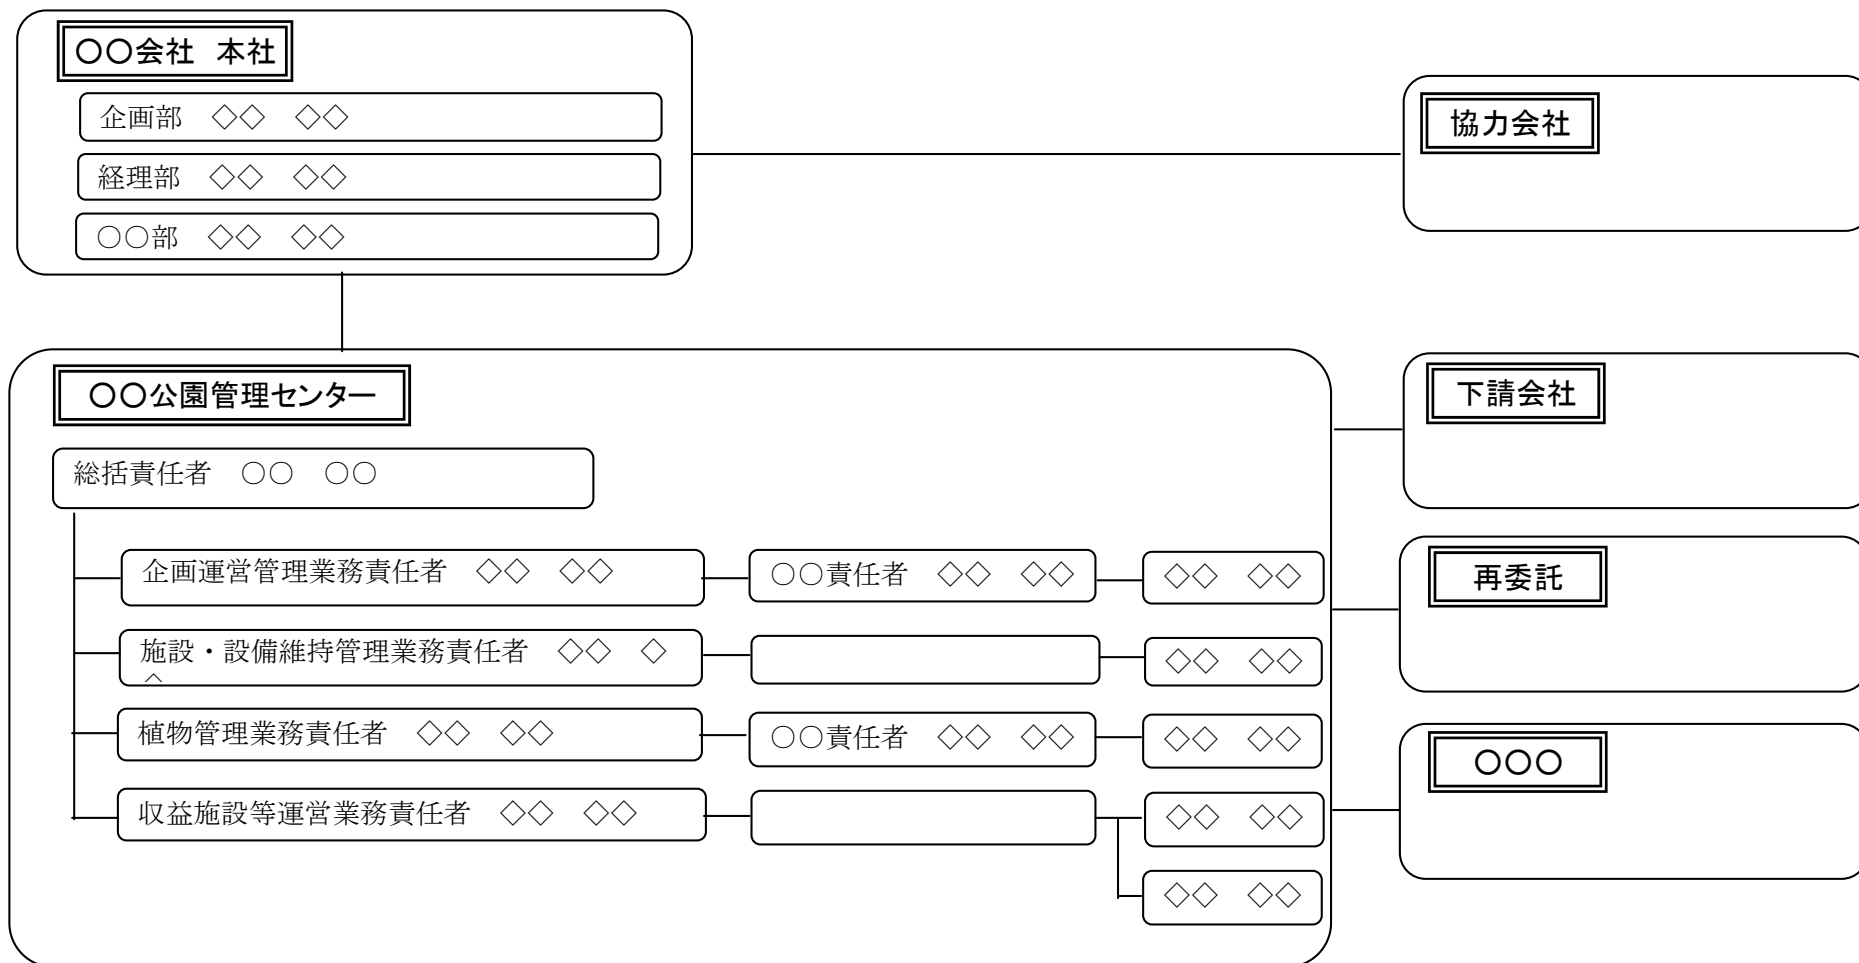 〇〇会社 本社
企画部 ◇◇ ◇◇
経理部 ◇◇ ◇◇
〇〇部 ◇◇ ◇◇
協力会社
〇〇公園管理センター
総括責任者 〇〇 〇〇
企画運営管理業務責任者 ◇◇ ◇◇
〇〇責任者 ◇◇ ◇◇
◇◇ ◇◇
施設・設備維持管理業務責任者 ◇◇ ◇
◇
◇◇ ◇◇
植物管理業務責任者 ◇◇ ◇◇
〇〇責任者 ◇◇ ◇◇
◇◇ ◇◇
収益施設等運営業務責任者 ◇◇ ◇◇
◇◇ ◇◇
◇◇ ◇◇
下請会社
再委託
〇〇〇